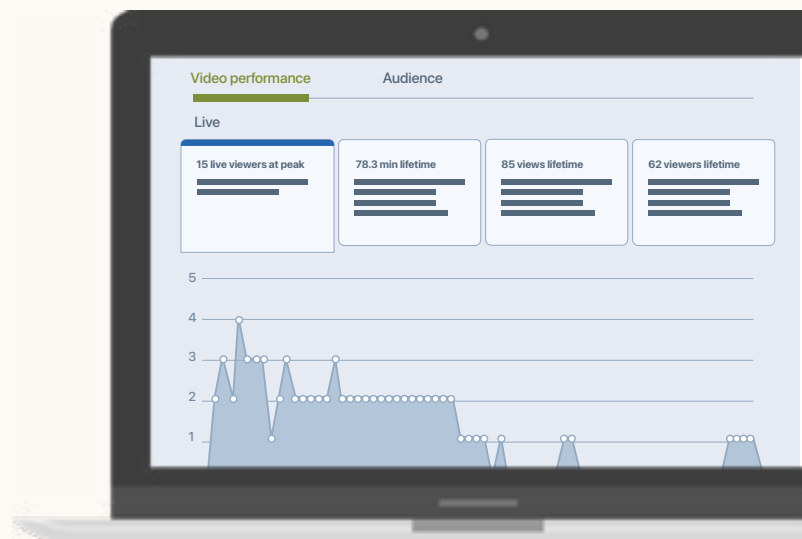 Video performance
Audience
Live
15 live viewers at peak
78.3 min lifetime
85 views lifetime
62 viewers lifetime
5
4
3
2
1